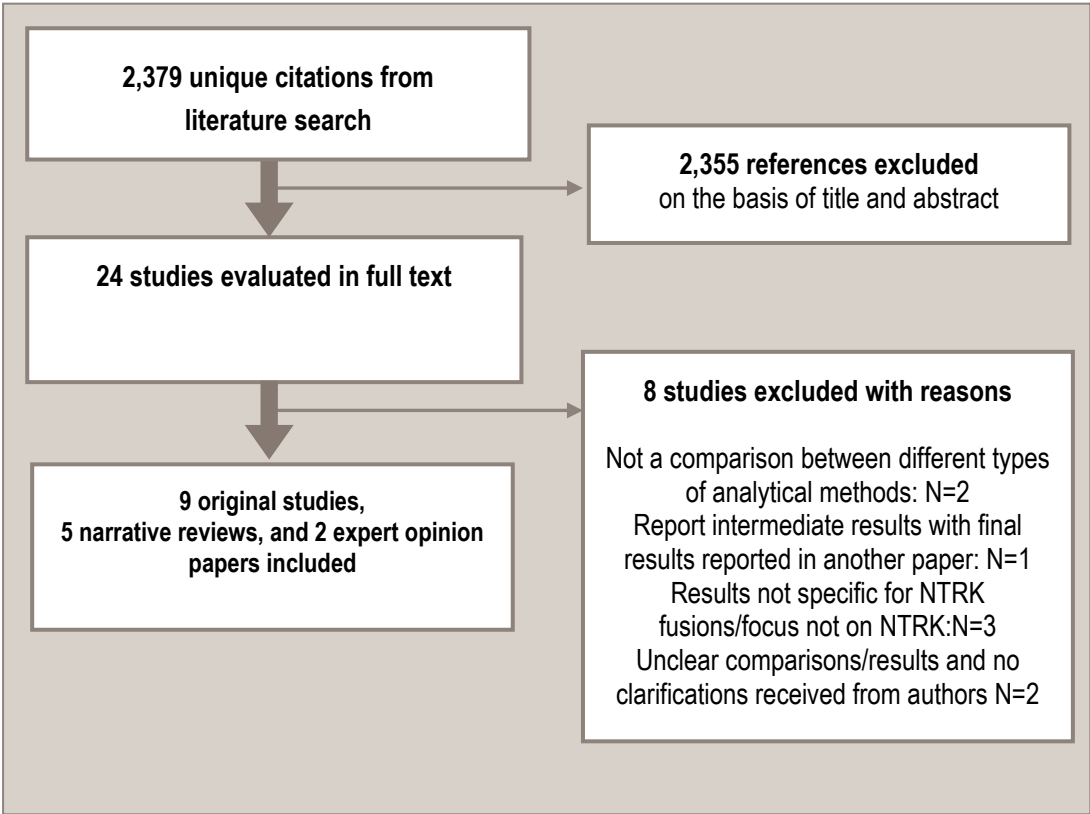 2,379 unique citations from
literature search
2,355 references excluded
on the basis of title and abstract
24 studies evaluated in full text
8 studies excluded with reasons
Not a comparison between different types
of analytical methods: N=2
Report intermediate results with final
results reported in another paper: N=1
Results not specific for NTRK
fusions/focus not on NTRK:N=3
Unclear comparisons/results and no
clarifications received from authors N=2
9 original studies,
5 narrative reviews, and 2 expert opinion
papers included